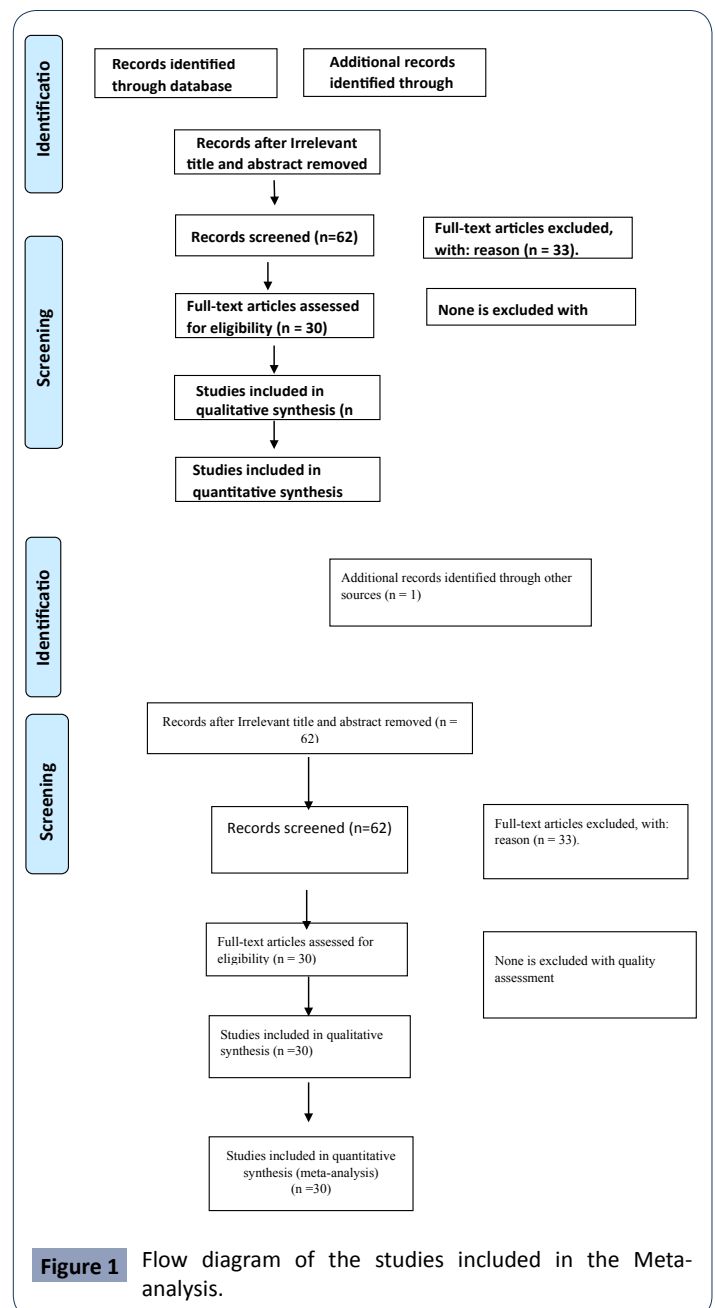 Identificatio
Records identified
through database
Additional records
identified through
Records after Irrelevant
title and abstract removed
Screening
Records screened (n=62)
Full-text articles excluded,
with: reason (n = 33).
Full-text articles assessed
for eligibility (n = 30)
None is excluded with
Studies included in
qualitative synthesis (n
Studies included in
quantitative synthesis
Identificatio
Additional records identified through other
sources (n = 1)
Screening
Records after Irrelevant title and abstract removed (n =
62)
Records screened (n=62)
Full-text articles excluded, with:
reason (n = 33).
Full-text articles assessed for
eligibility (n = 30)
None is excluded with quality
assessment
Studies included in qualitative
synthesis (n =30)
Studies included in quantitative
synthesis (meta-analysis)
(n =30)
Figure 1 Flow diagram of the studies included in the Meta-
analysis.